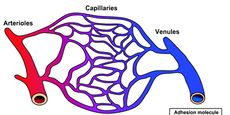 Capillaries
Arterioles
Venules
Adhesion molecule